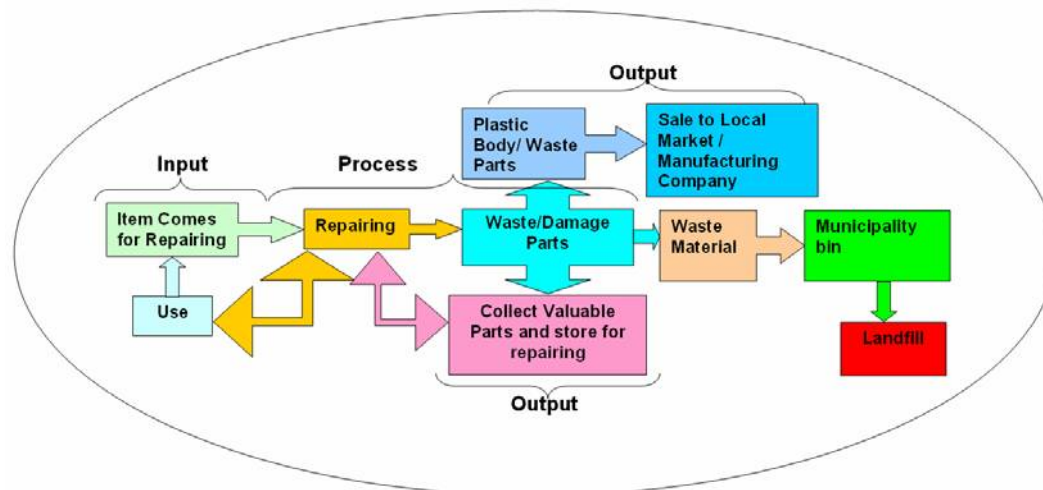 Output
Plastic
Body/ Waste
Parts
Sale to Local
Market /
Manufacturing
Company
Input
Process
Item Comes
for Repairing
Repairing
Waste/Damage
Parts
Waste
Material
Municipality
bin
Use
Collect Valuable
Parts and store for
repairing
Landfill
Output